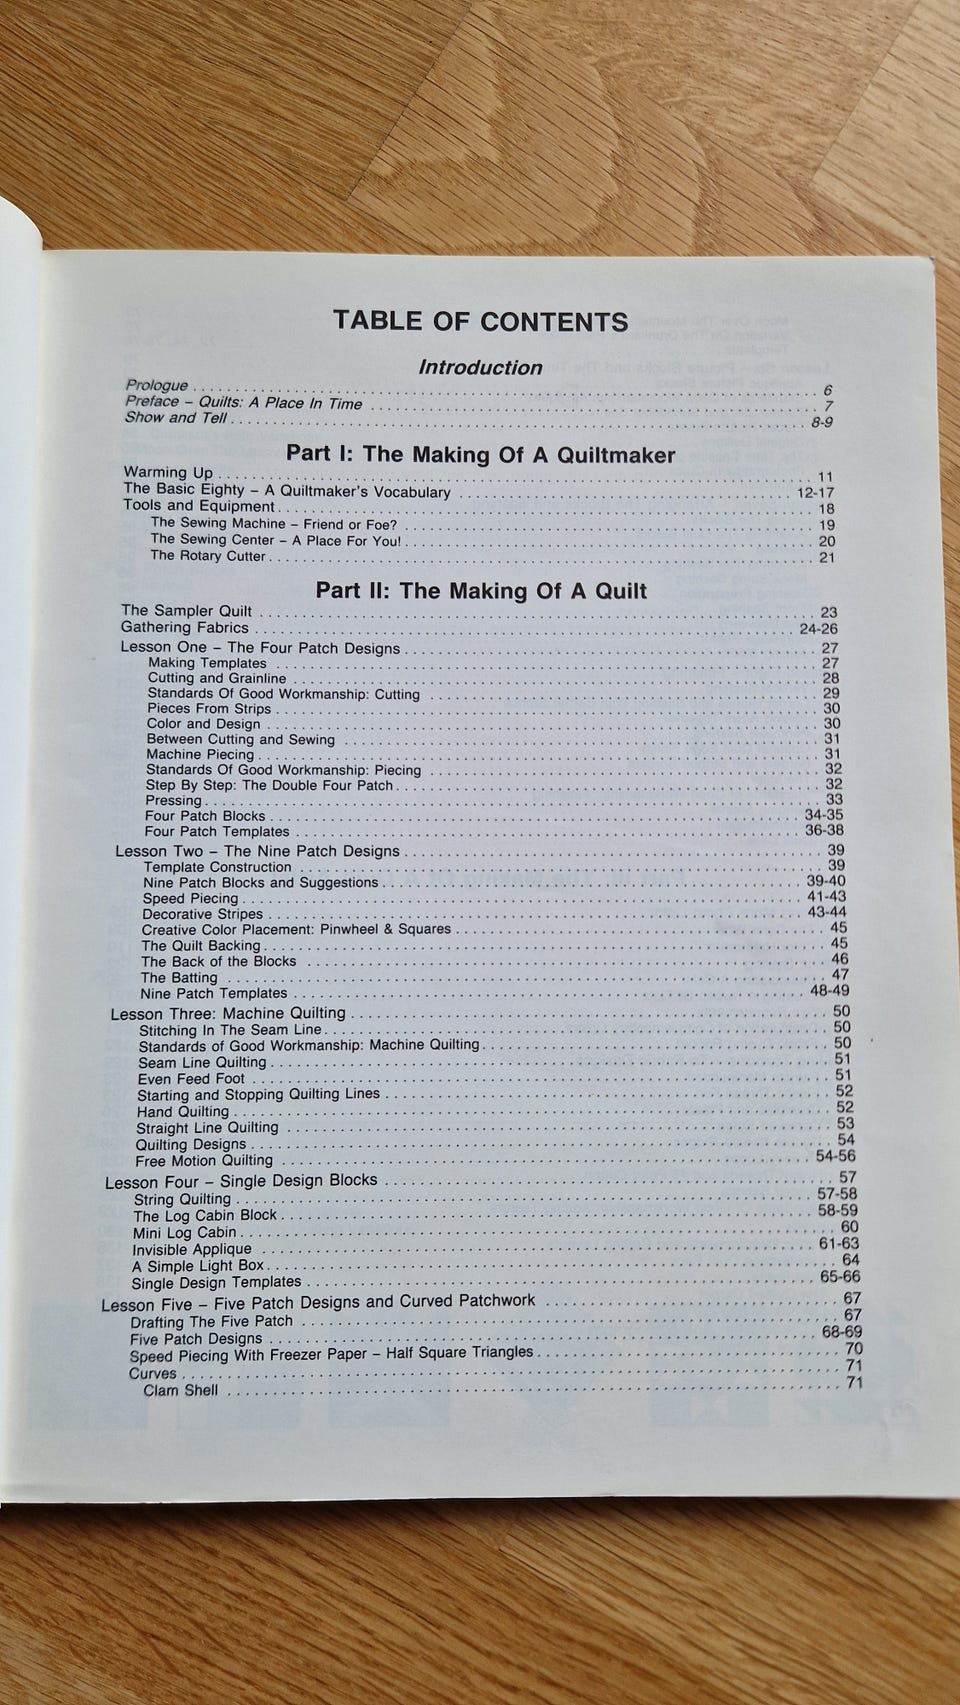 TABLE OF CONTENTS
Introduction
Prologue . . . . . . . . . . 6
Preface – Quilts: A Place In Time . . . . . . . . . . 7
Show and Tell . . . . . . . . . . 8-9
Part I: The Making Of A Quiltmaker
Warming Up . . . . . . . . . . 11
The Basic Eighty – A Quiltmaker's Vocabulary . . . . . . . . . . 12-17
Tools and Equipment . . . . . . . . . . 18
The Sewing Machine – Friend or Foe? . . . . . . . . . . 19
The Sewing Center – A Place For You! . . . . . . . . . . 20
The Rotary Cutter . . . . . . . . . . 21
Part II: The Making Of A Quilt
The Sampler Quilt . . . . . . . . . . 23
Gathering Fabrics . . . . . . . . . . 24-26
Lesson One – The Four Patch Designs . . . . . . . . . . 27
Making Templates . . . . . . . . . . 27
Cutting and Grainline . . . . . . . . . . 28
Standards Of Good Workmanship: Cutting . . . . . . . . . . 29
Pieces From Strips . . . . . . . . . . 30
Color and Design . . . . . . . . . . 30
Between Cutting and Sewing . . . . . . . . . . 31
Machine Piecing . . . . . . . . . . 31
Standards Of Good Workmanship: Piecing . . . . . . . . . . 32
Step By Step: The Double Four Patch . . . . . . . . . . 32
Pressing . . . . . . . . . . 33
Four Patch Blocks . . . . . . . . . . 34-35
Four Patch Templates . . . . . . . . . . 36-38
Lesson Two – The Nine Patch Designs . . . . . . . . . . 39
Template Construction . . . . . . . . . . 39
Nine Patch Blocks and Suggestions . . . . . . . . . . 39-40
Speed Piecing . . . . . . . . . . 41-43
Decorative Stripes . . . . . . . . . . 43-44
Creative Color Placement: Pinwheel & Squares . . . . . . . . . . 45
The Quilt Backing . . . . . . . . . . 45
The Back of the Blocks . . . . . . . . . . 46
The Batting . . . . . . . . . . 47
Nine Patch Templates . . . . . . . . . . 48-49
Lesson Three: Machine Quilting . . . . . . . . . . 50
Stitching In The Seam Line . . . . . . . . . . 50
Standards of Good Workmanship: Machine Quilting . . . . . . . . . . 50
Seam Line Quilting . . . . . . . . . . 51
Even Feed Foot . . . . . . . . . . 51
Starting and Stopping Quilting Lines . . . . . . . . . . 52
Hand Quilting . . . . . . . . . . 52
Straight Line Quilting . . . . . . . . . . 53
Quilting Designs . . . . . . . . . . 54
Free Motion Quilting . . . . . . . . . . 54-56
Lesson Four – Single Design Blocks . . . . . . . . . . 57
String Quilting . . . . . . . . . . 57-58
The Log Cabin Block . . . . . . . . . . 58-59
Mini Log Cabin . . . . . . . . . . 60
Invisible Applique . . . . . . . . . . 61-63
A Simple Light Box . . . . . . . . . . 64
Single Design Templates . . . . . . . . . . 65-66
Lesson Five – Five Patch Designs and Curved Patchwork . . . . . . . . . . 67
Drafting The Five Patch . . . . . . . . . . 67
Five Patch Designs . . . . . . . . . . 68-69
Speed Piecing With Freezer Paper – Half Square Triangles . . . . . . . . . . 70
Curves . . . . . . . . . . 71
Clam Shell . . . . . . . . . . 71